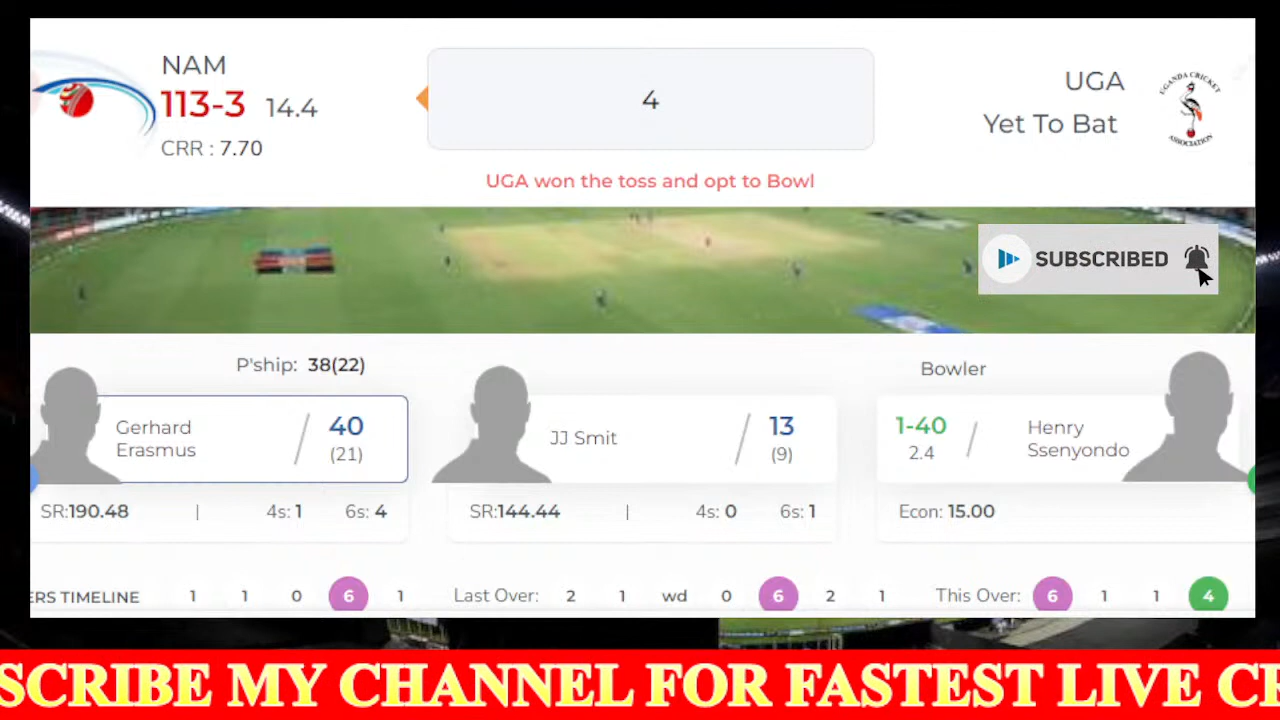 NAM
113-3 14.4
CRR : 7.70
4
UGA won the toss and opt to Bowl
UGA
Yet To Bat
UGANDA CRICKET
ASSOCIATION
SUBSCRIBED
P'ship: 38(22)
Gerhard
Erasmus
40
(21)
SR:190.48 | 4s: 1 6s: 4
JJ Smit
13
(9)
SR:144.44 | 4s: 0 6s: 1
Bowler
1-40
2.4
Henry
Ssenyondo
Econ: 15.00
ERS TIMELINE 1 1 0 6 1 Last Over: 2 1 wd 0 6 2 1 This Over: 6 1 1 4
SCRIBE MY CHANNEL FOR FASTEST LIVE CR